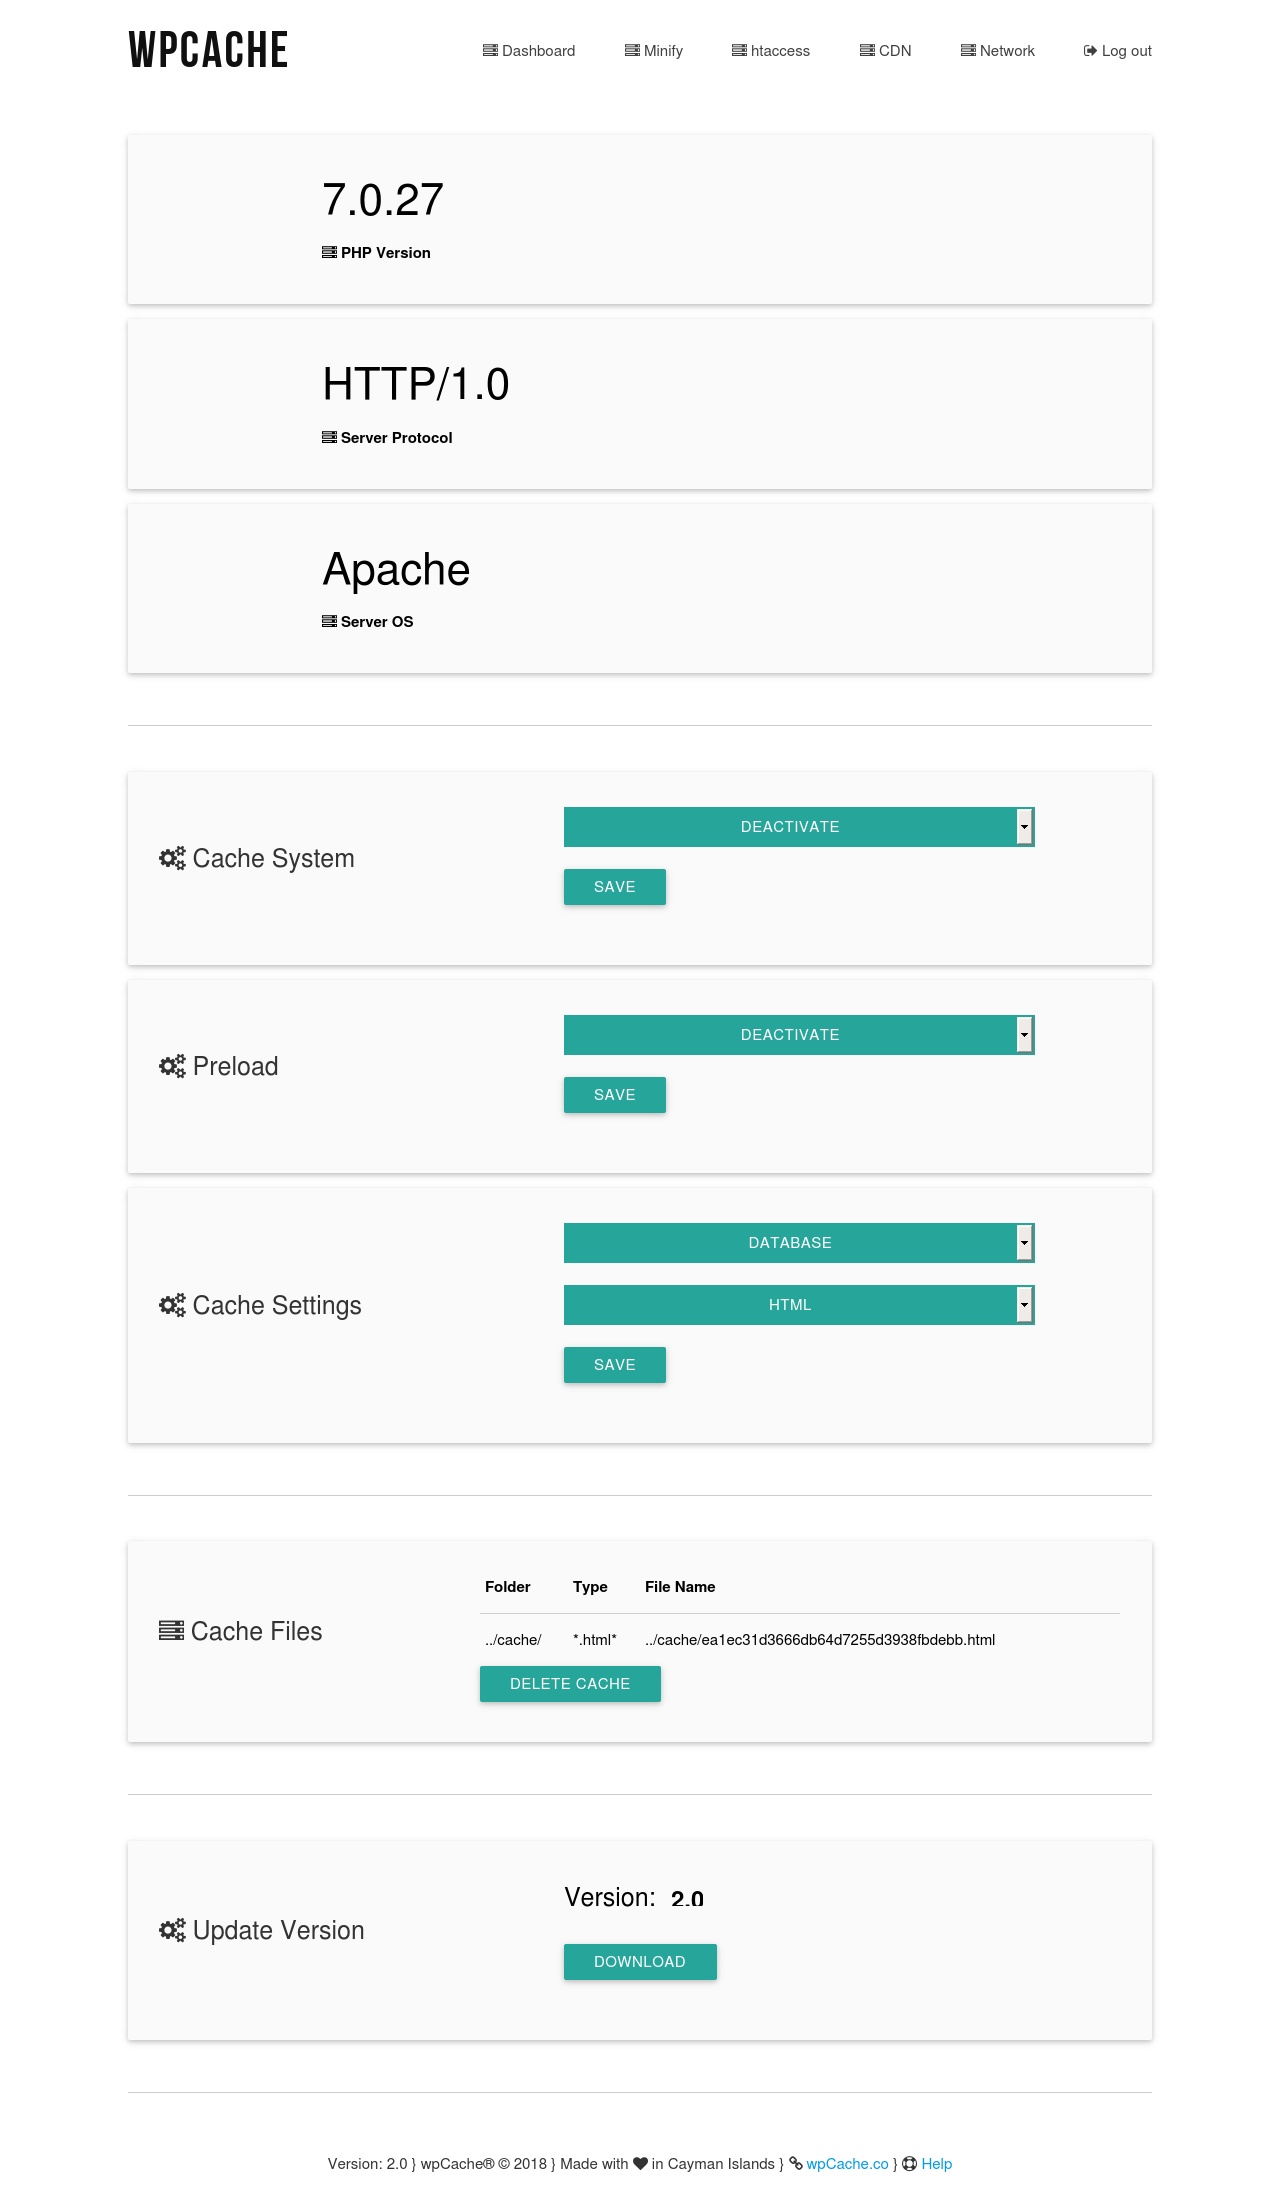 WPCACHE
Dashboard Minify htaccess CDN Network Log out
7.0.27
PHP Version
HTTP/1.0
Server Protocol
Apache
Server OS
DEACTIVATE
Cache System
SAVE
DEACTIVATE
Preload
SAVE
DATABASE
Cache Settings
HTML
SAVE
Folder Type File Name
Cache Files
../cache/ *.html* ../cache/ea1ec31d3666db64d7255d3938fbdebb.html
DELETE CACHE
Version: 2.0
Update Version
DOWNLOAD
Version: 2.0 } wpCache® © 2018 } Made with in Cayman Islands } wpCache.co } Help